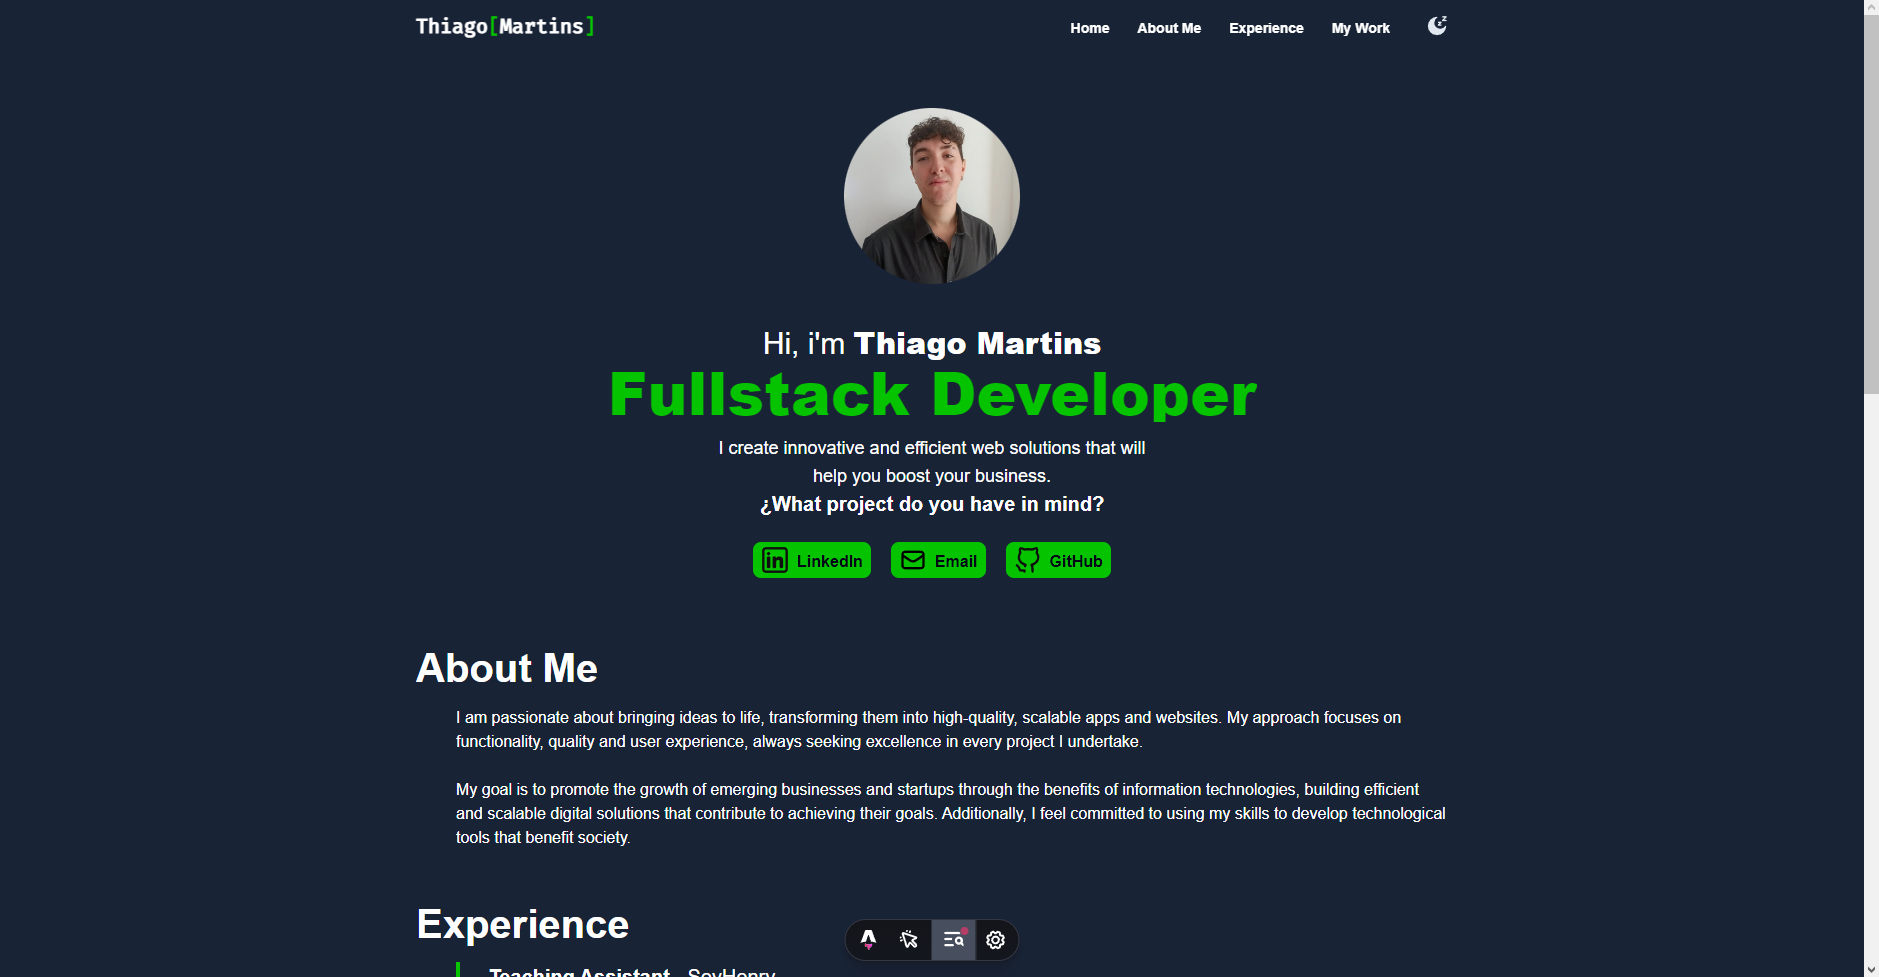 Thiago[Martins]
Home About Me Experience My Work
Hi, i'm Thiago Martins
Fullstack Developer
I create innovative and efficient web solutions that will
help you boost your business.
¿What project do you have in mind?
LinkedIn Email GitHub
About Me
I am passionate about bringing ideas to life, transforming them into high-quality, scalable apps and websites. My approach focuses on
functionality, quality and user experience, always seeking excellence in every project I undertake.
My goal is to promote the growth of emerging businesses and startups through the benefits of information technologies, building efficient
and scalable digital solutions that contribute to achieving their goals. Additionally, I feel committed to using my skills to develop technological
tools that benefit society.
Experience
Teaching Assistant - SoyHenry